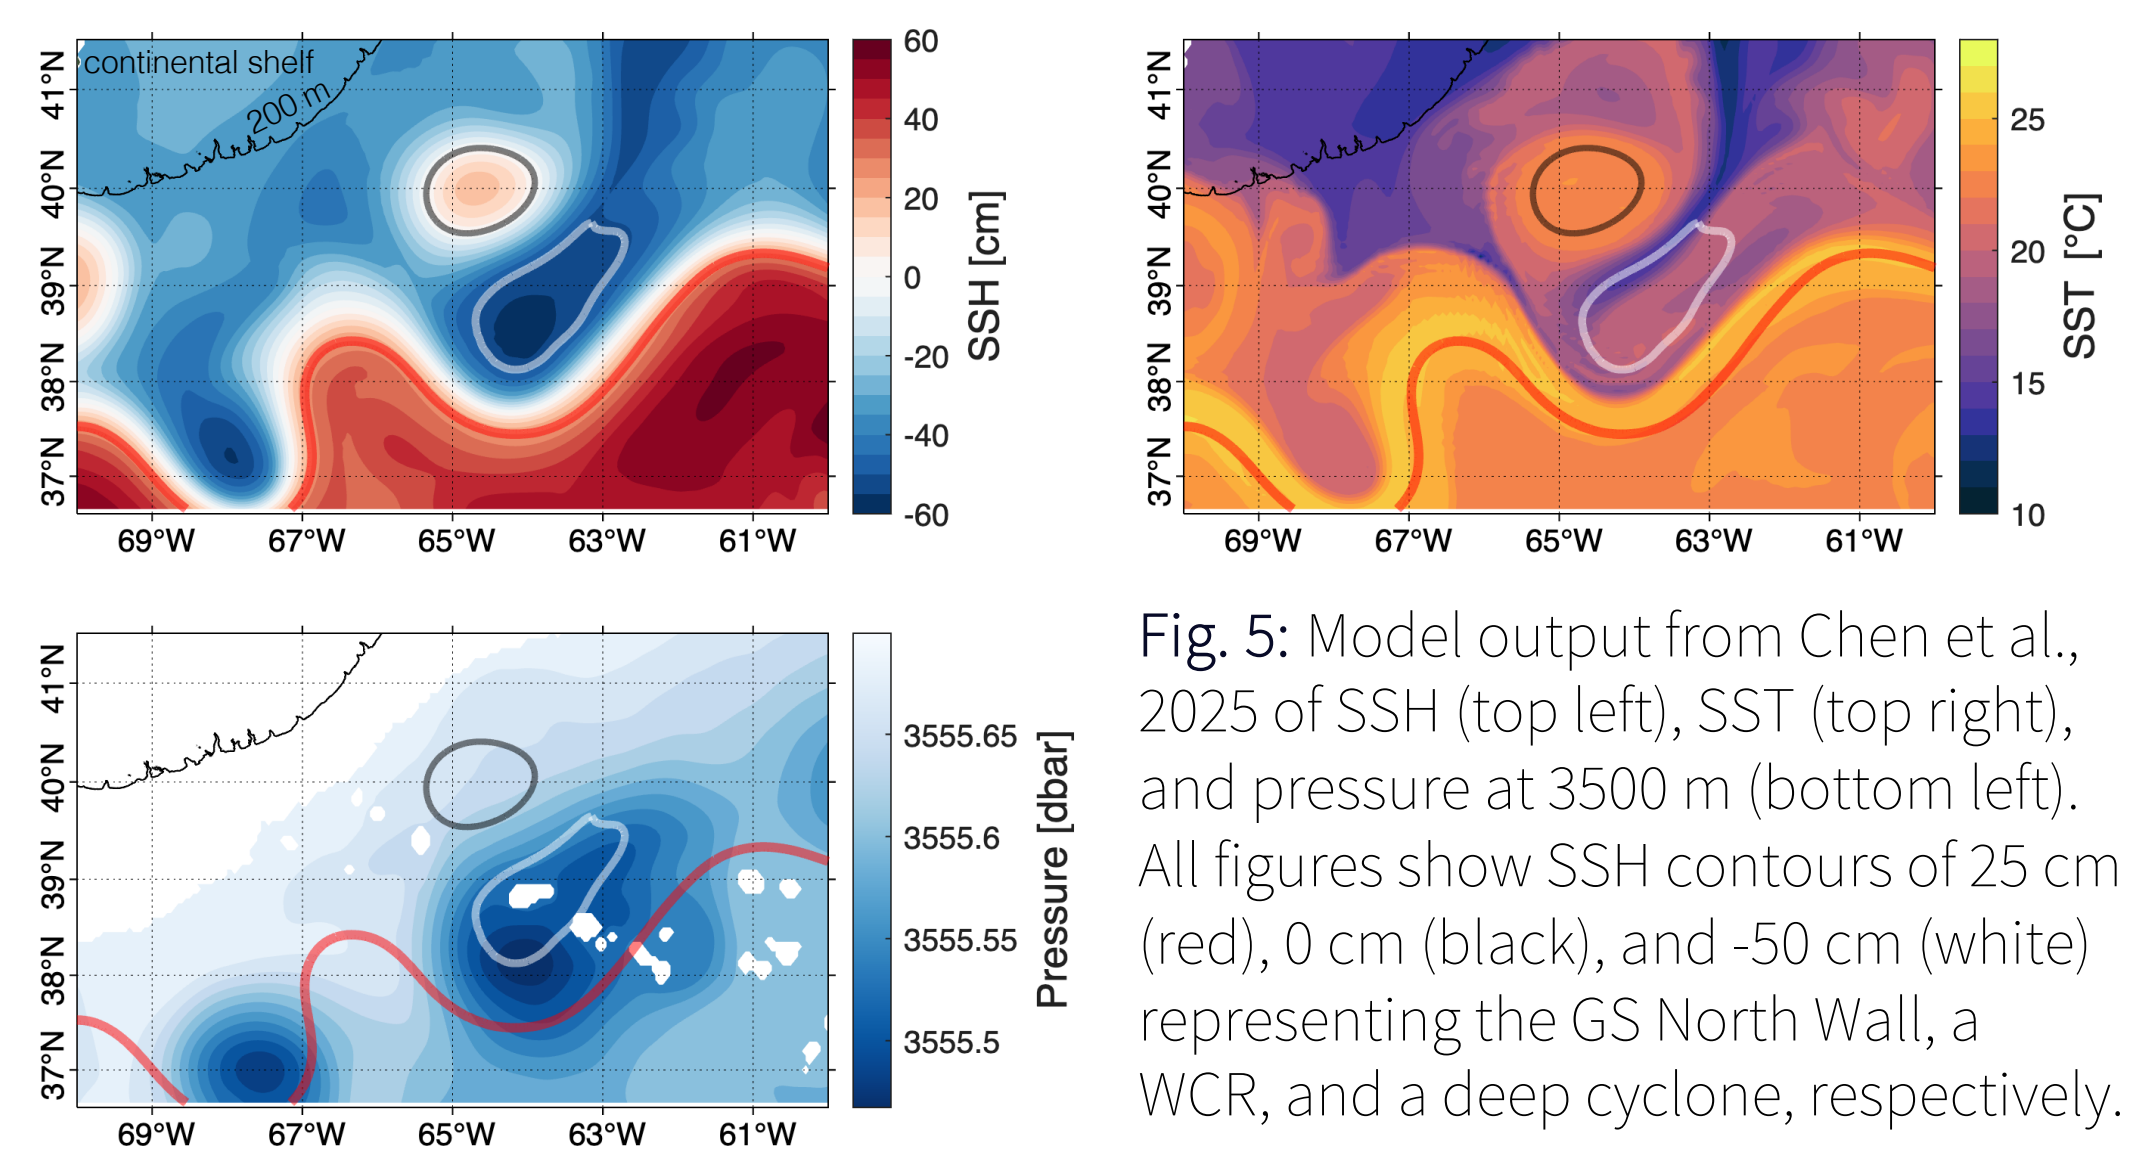 continental shelf
200 m
41°N
40°N
39°N
38°N
37°N
69°W
67°W
65°W
63°W
61°W
60
40
20
0
-20
-40
-60
SSH [cm]
41°N
40°N
39°N
38°N
37°N
69°W
67°W
65°W
63°W
61°W
25
20
15
10
SST [°C]
41°N
40°N
39°N
38°N
37°N
69°W
67°W
65°W
63°W
61°W
3555.65
3555.6
3555.55
3555.5
Pressure [dbar]
Fig. 5: Model output from Chen et al.,
2025 of SSH (top left), SST (top right),
and pressure at 3500 m (bottom left).
All figures show SSH contours of 25 cm
(red), 0 cm (black), and -50 cm (white)
representing the GS North Wall, a
WCR, and a deep cyclone, respectively.